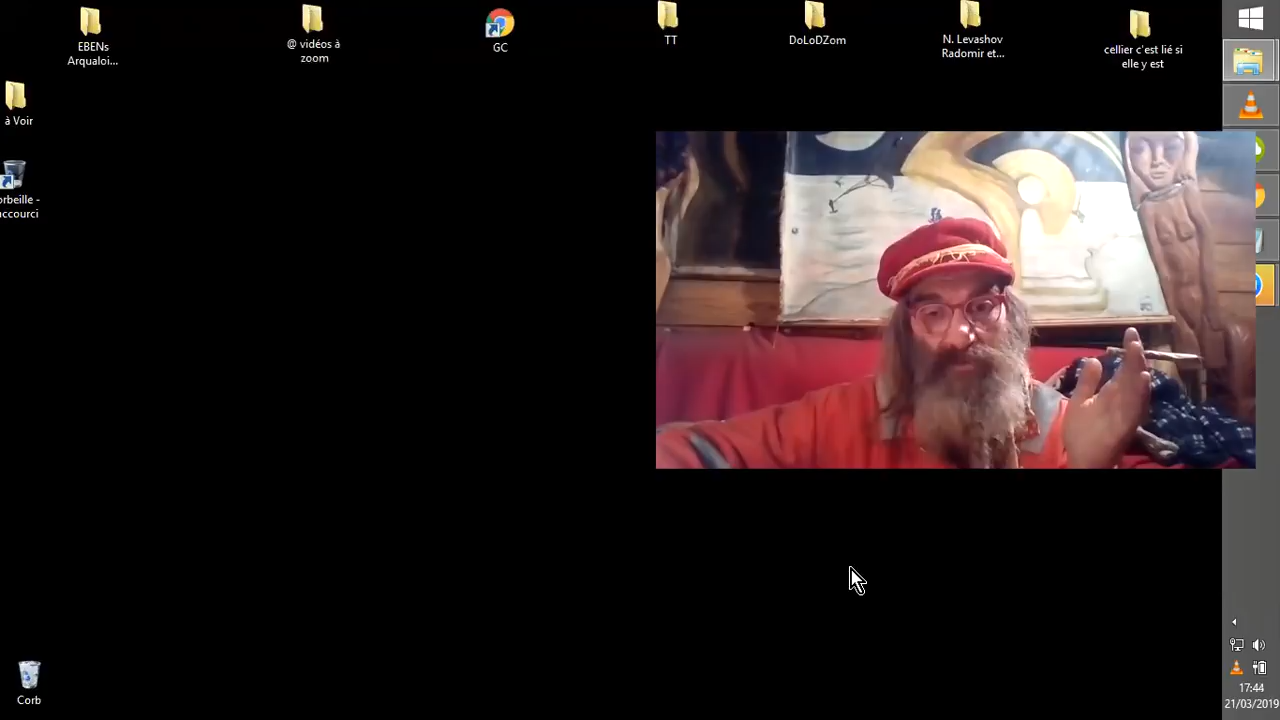 EBENs
Arqualoi...
@ vidéos à
zoom
GC
TT
DoLoDZom
N. Levashov
Radomir et...
cellier c'est lié si
elle y est
à Voir
orbeille -
accourci
Corb
17:44
21/03/2019